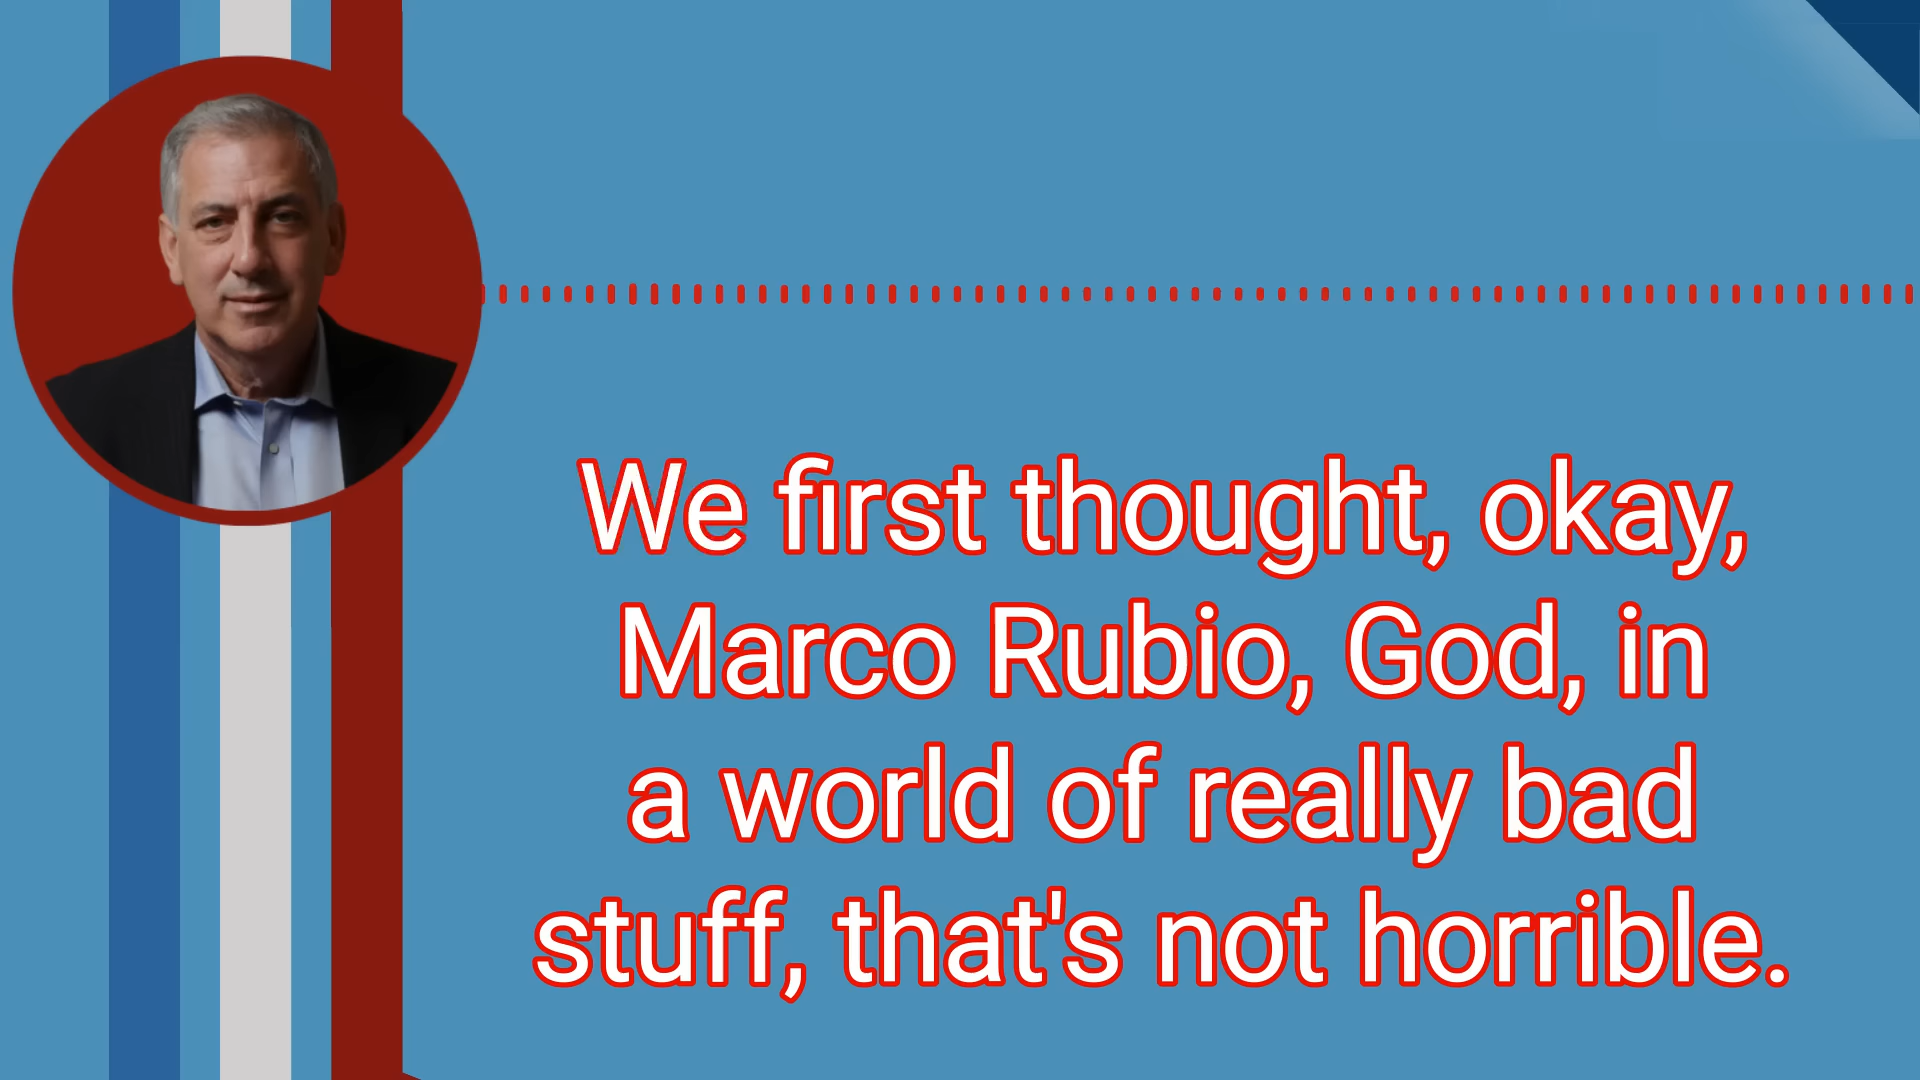 We first thought, okay,
Marco Rubio, God, in
a world of really bad
stuff, that's not horrible.